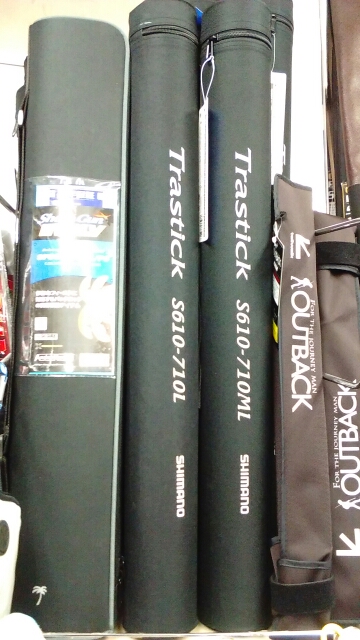 Trastick S610-710L
SHIMANO
Trastick S610-710ML
SHIMANO
OUTBACK
FOR THE JOURNEY MAN
OUTBACK
FOR THE JOURNEY MAN